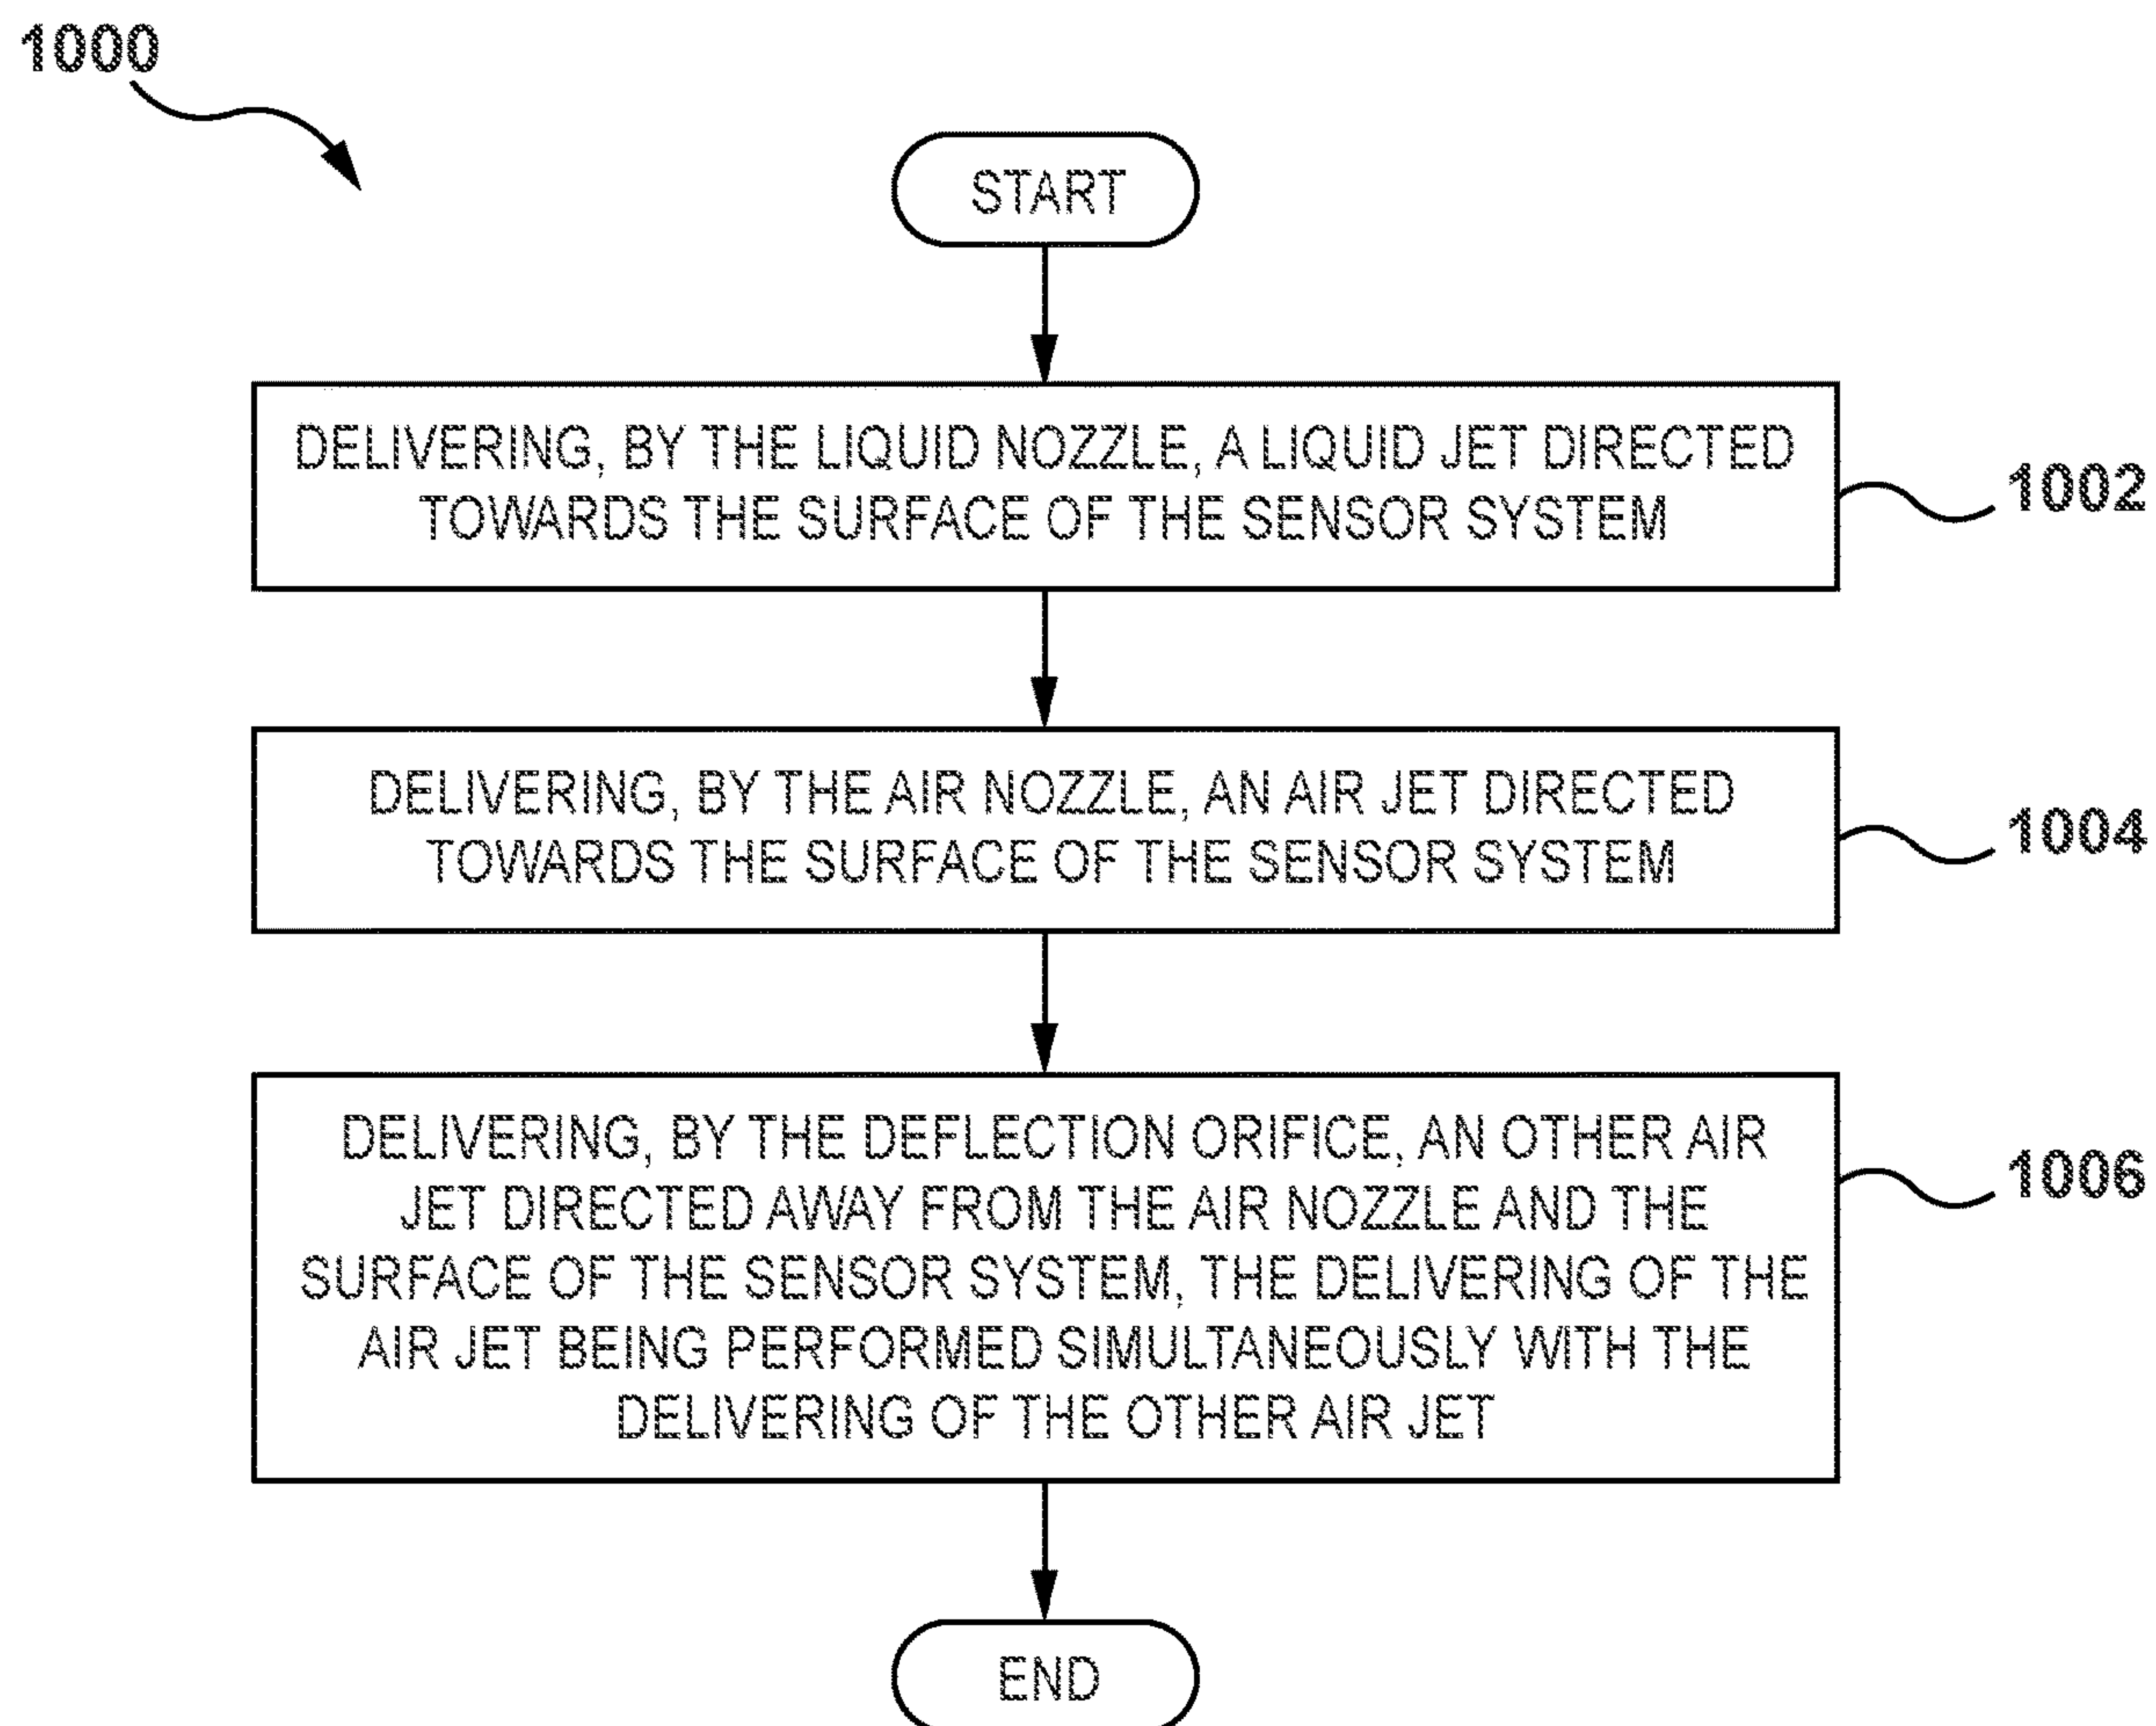 1000
START
DELIVERING, BY THE LIQUID NOZZLE, A LIQUID JET DIRECTED
TOWARDS THE SURFACE OF THE SENSOR SYSTEM
1002
DELIVERING, BY THE AIR NOZZLE, AN AIR JET DIRECTED
TOWARDS THE SURFACE OF THE SENSOR SYSTEM
1004
DELIVERING, BY THE DEFLECTION ORIFICE, AN OTHER AIR
JET DIRECTED AWAY FROM THE AIR NOZZLE AND THE
SURFACE OF THE SENSOR SYSTEM, THE DELIVERING OF THE
AIR JET BEING PERFORMED SIMULTANEOUSLY WITH THE
DELIVERING OF THE OTHER AIR JET
1006
END